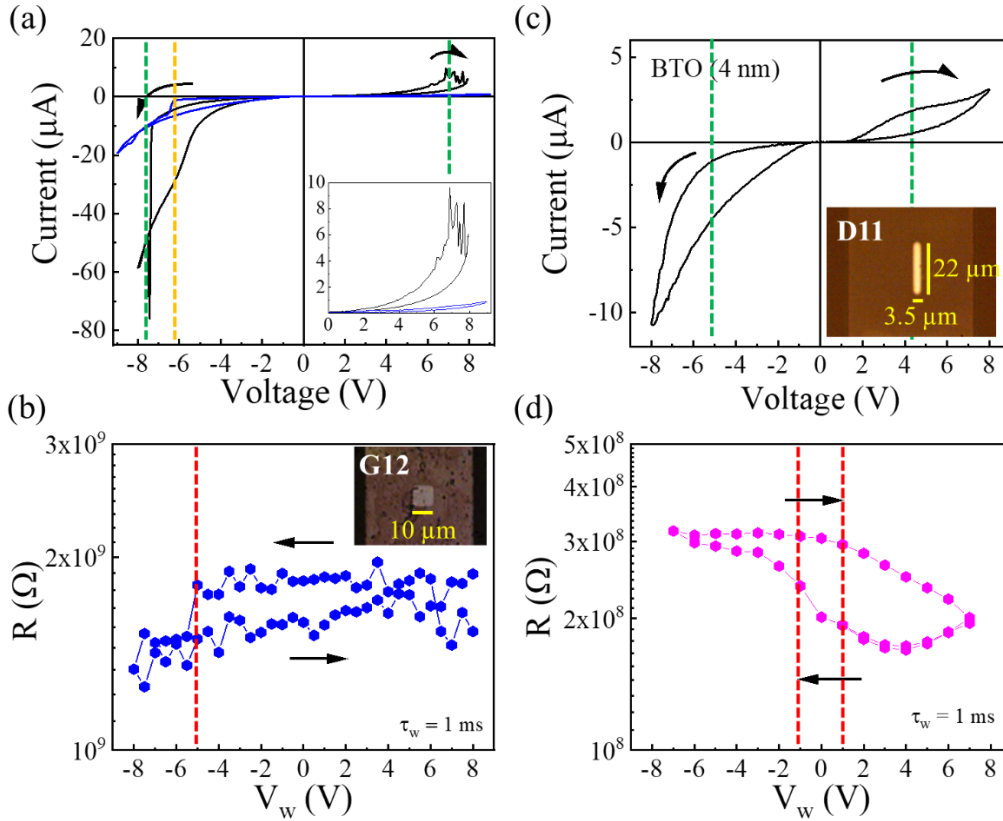 (a)
20
0
-20
-40
-60
-80
Current (µA)
-8 -6 -4 -2 0 2 4 6 8
Voltage (V)
10
8
6
4
2
0 2 4 6 8
(c)
5
0
-5
-10
Current (µA)
BTO (4 nm)
D11
22 µm
3.5 µm
-8 -6 -4 -2 0 2 4 6 8
Voltage (V)
(b)
3x10⁹
2x10⁹
10⁹
R (Ω)
G12
10 µm
τw = 1 ms
-8 -6 -4 -2 0 2 4 6 8
Vw (V)
(d)
5x10⁸
4x10⁸
3x10⁸
2x10⁸
10⁸
R (Ω)
τw = 1 ms
-8 -6 -4 -2 0 2 4 6 8
Vw (V)